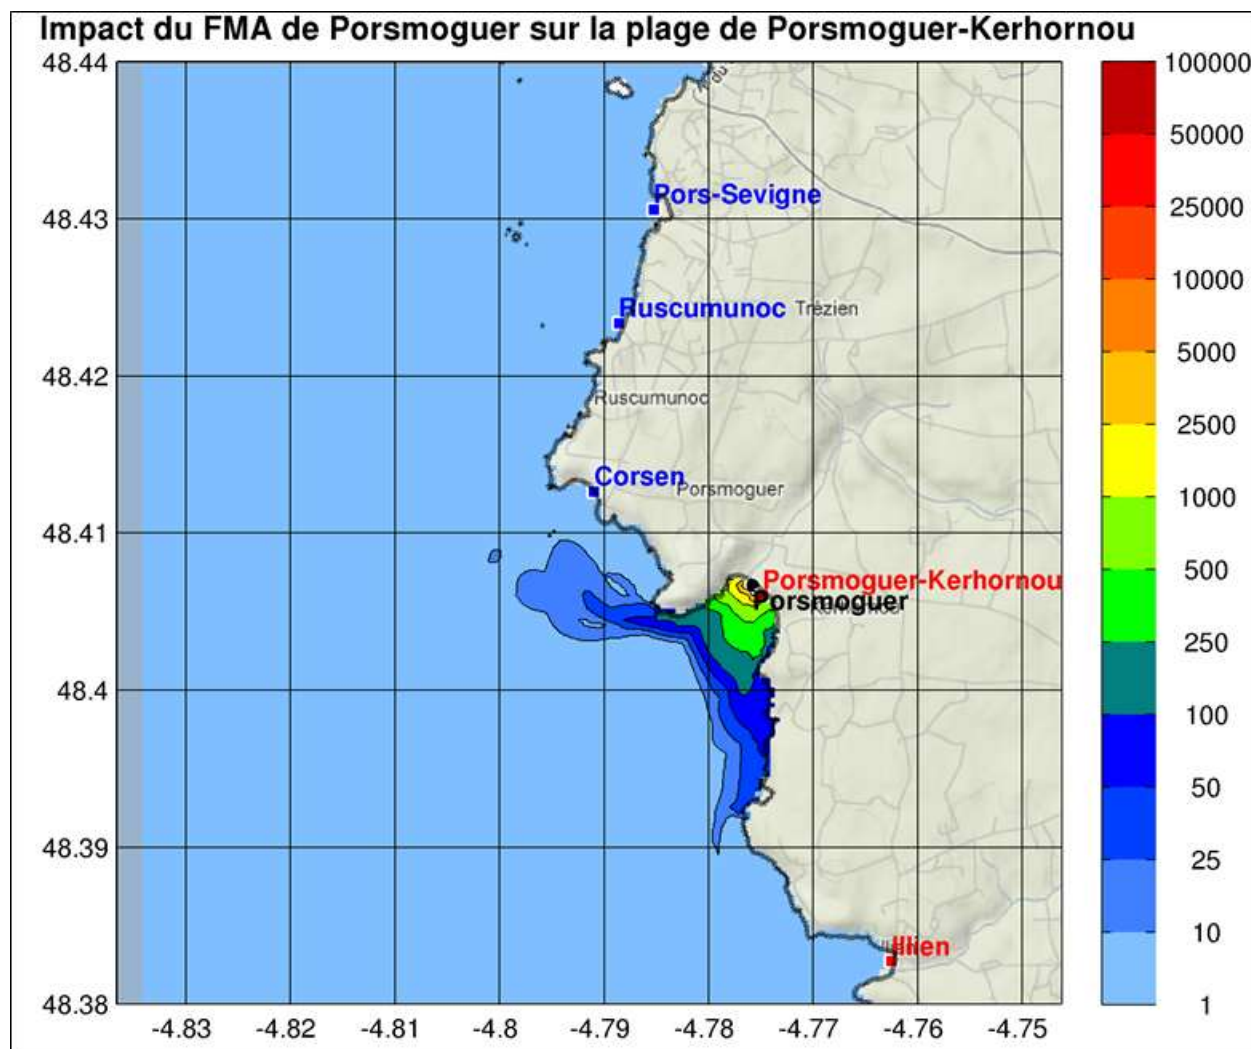 Impact du FMA de Porsmoguer sur la plage de Porsmoguer-Kerhornou
48.44
48.43
48.42
48.41
48.4
48.39
48.38
du
Pors-Sevigne
Ruscumunoc
Trézien
Ruscumunoc
Corsen
Porsmoguer
Porsmoguer-Kerhornou
Porsmoguer
Illien
-4.83
-4.82
-4.81
-4.8
-4.79
-4.78
-4.77
-4.76
-4.75
100000
50000
25000
10000
5000
2500
1000
500
250
100
50
25
10
1